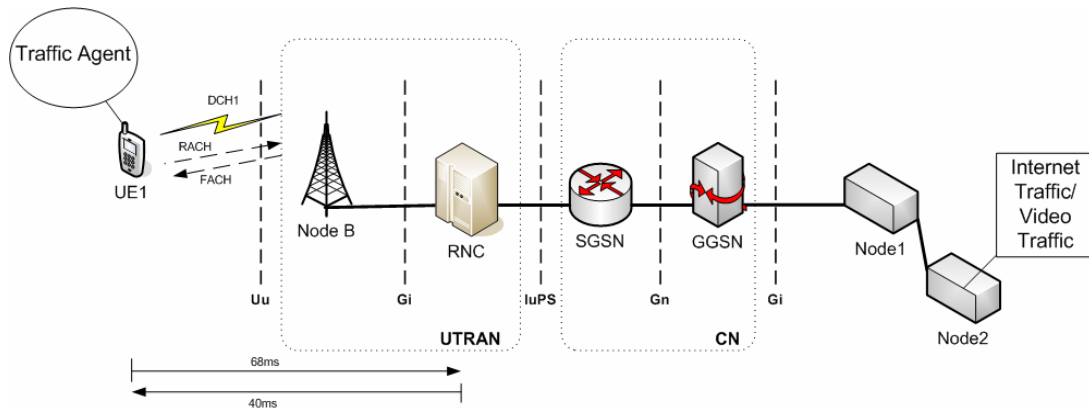 Traffic Agent
DCH1
RACH
FACH
UE1
Node B
RNC
SGSN
GGSN
Node1
Internet
Traffic/
Video
Traffic
Node2
Uu
Gi
IuPS
Gn
Gi
UTRAN
CN
68ms
40ms